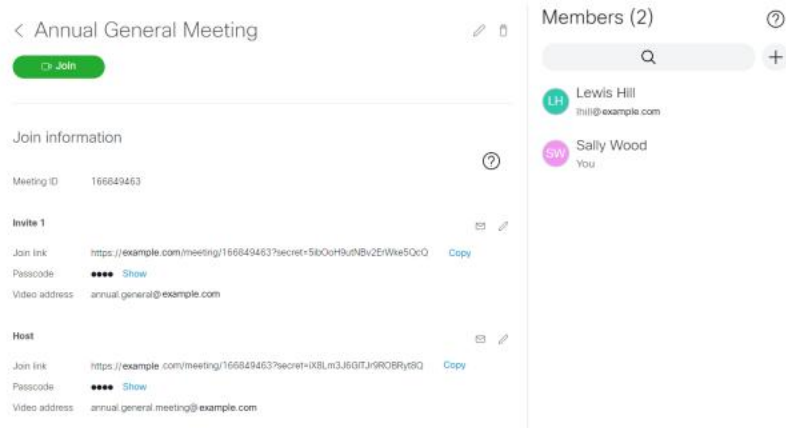 < Annual General Meeting
Join
Join information
Meeting ID 166849463
Invite 1
Join link https://example.com/meeting/166849463?secret=5ibOoH9utNBv2ErWke5QcQ Copy
Passcode •••• Show
Video address annual.general@example.com
Host
Join link https://example.com/meeting/166849463?secret=iX8Lm3J6GITJr9ROBRyt8Q Copy
Passcode •••• Show
Video address annual.general.meeting@example.com
Members (2)
LH Lewis Hill
lhill@example.com
SW Sally Wood
You